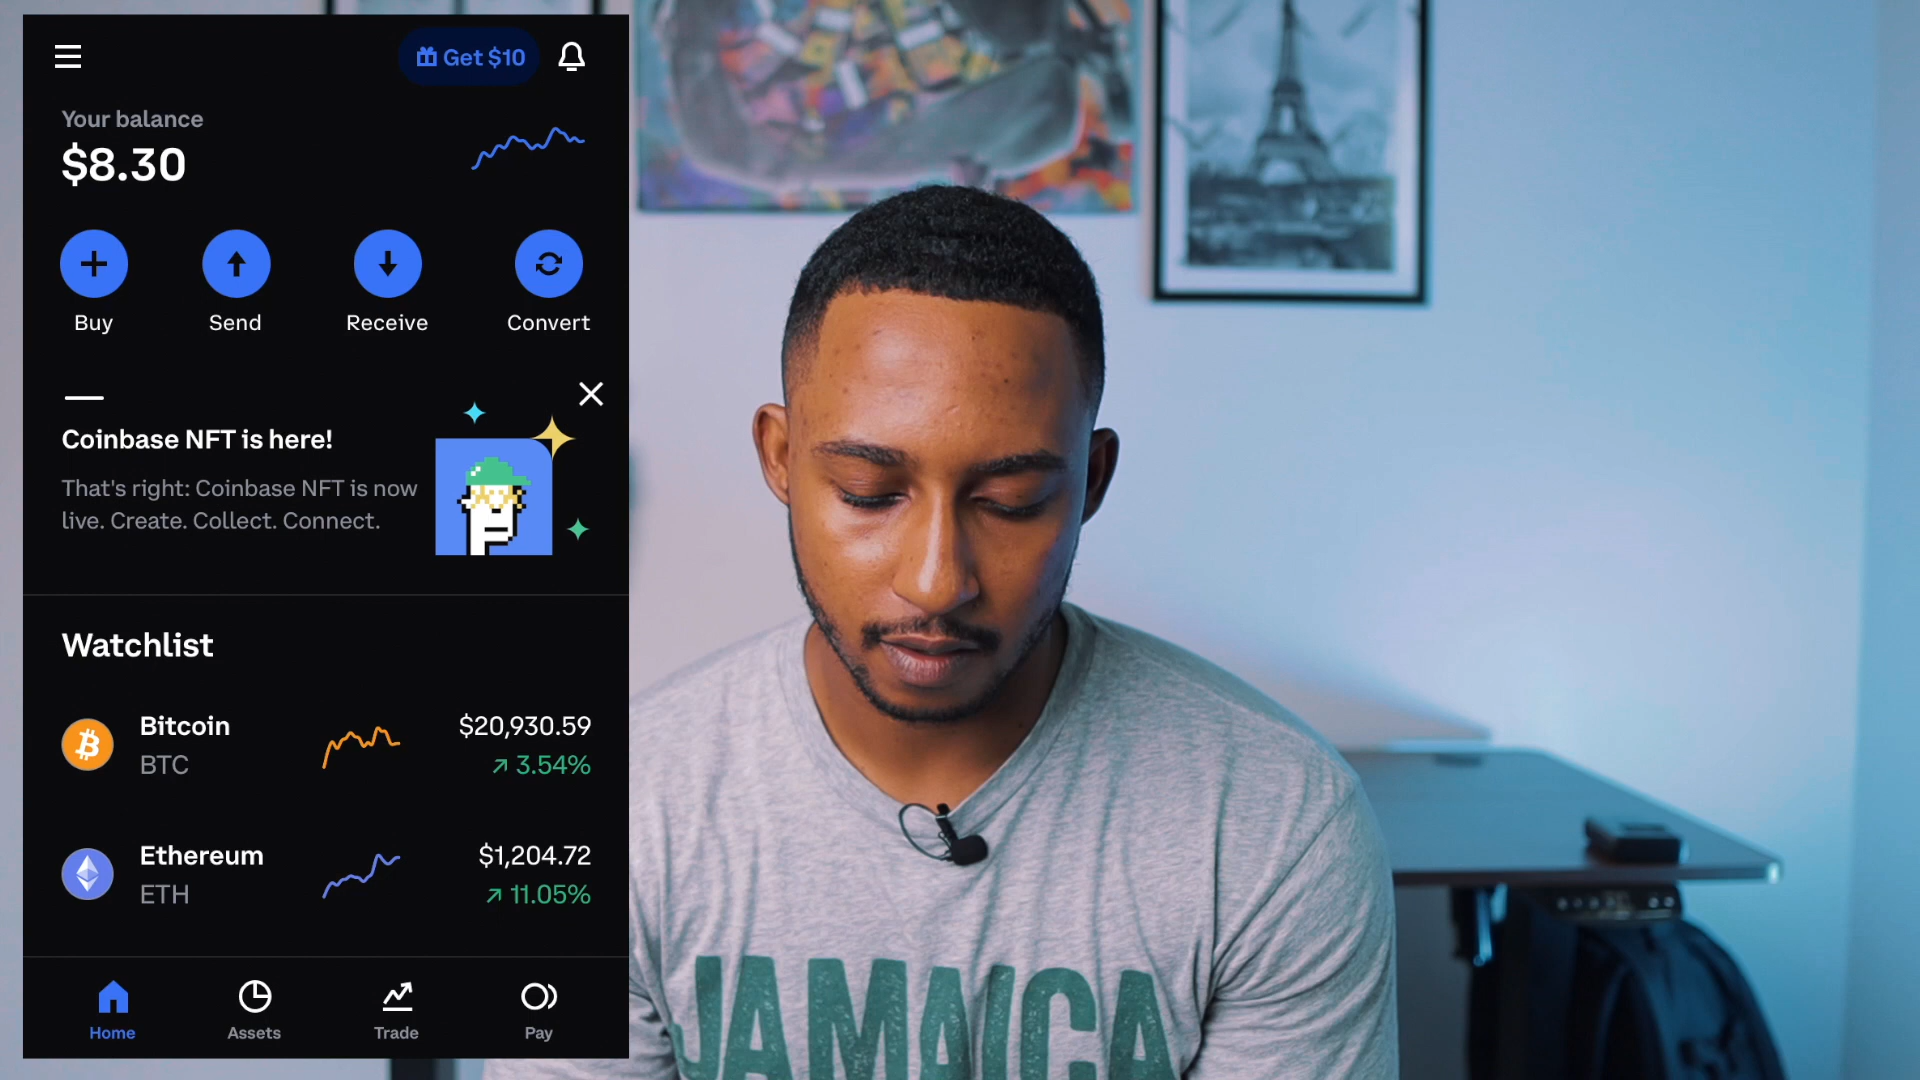 Get $10
Your balance
$8.30
Buy
Send
Receive
Convert
Coinbase NFT is here!
That's right: Coinbase NFT is now
live. Create. Collect. Connect.
Watchlist
Bitcoin
$20,930.59
BTC
↗ 3.54%
Ethereum
$1,204.72
ETH
↗ 11.05%
Home
Assets
Trade
Pay
JAMAICA